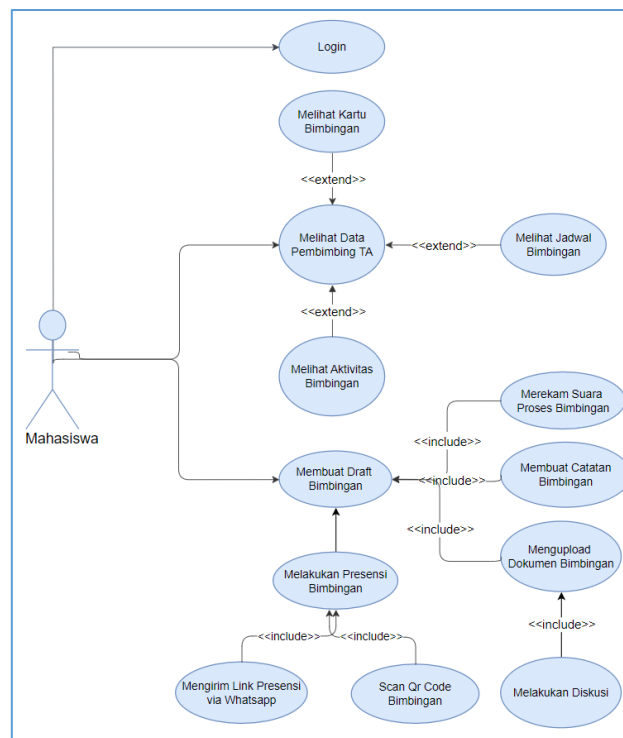 Login
Melihat Kartu
Bimbingan
<<extend>>
Melihat Data
Pembimbing TA
<<extend>>
Melihat Jadwal
Bimbingan
<<extend>>
Melihat Aktivitas
Bimbingan
Mahasiswa
Merekam Suara
Proses Bimbingan
<<include>>
Membuat Draft
Bimbingan
<<include>>
Membuat Catatan
Bimbingan
<<include>>
Mengupload
Dokumen Bimbingan
Melakukan Presensi
Bimbingan
<<include>>
<<include>>
<<include>>
Mengirim Link Presensi
via Whatsapp
Scan Qr Code
Bimbingan
Melakukan Diskusi